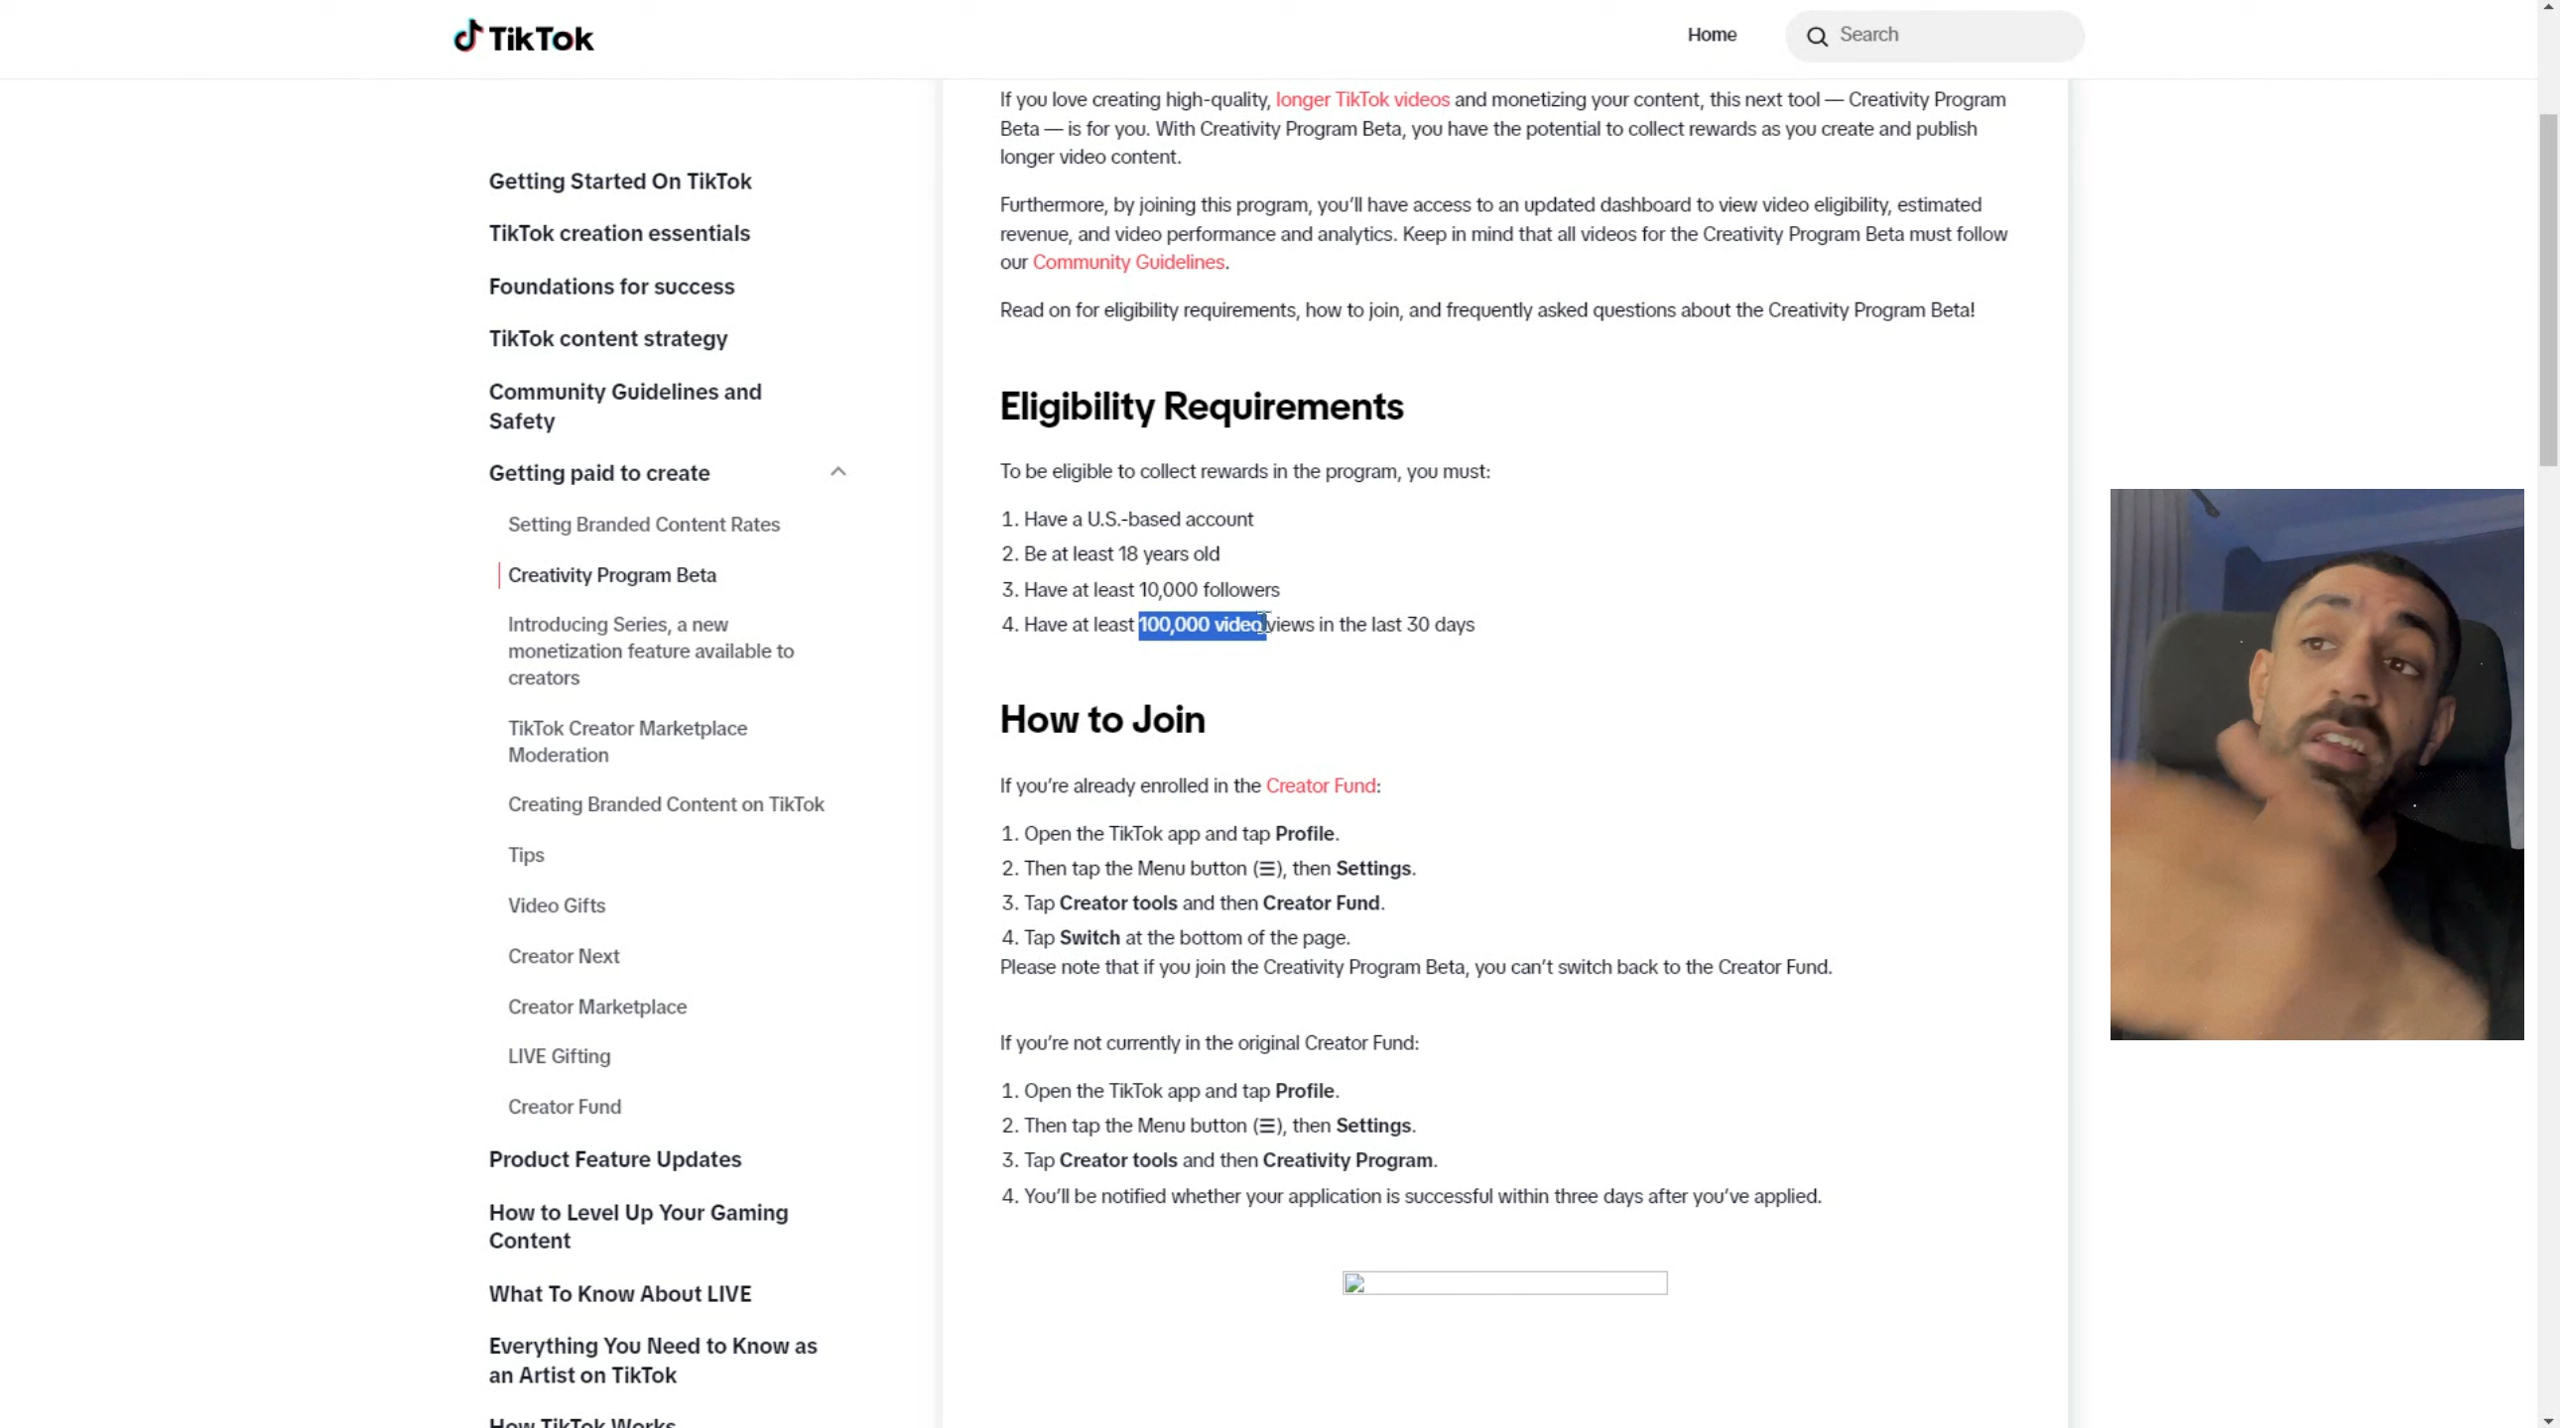 TikTok
Home
Search
Getting Started On TikTok
TikTok creation essentials
Foundations for success
TikTok content strategy
Community Guidelines and
Safety
Getting paid to create
Setting Branded Content Rates
Creativity Program Beta
Introducing Series, a new
monetization feature available to
creators
TikTok Creator Marketplace
Moderation
Creating Branded Content on TikTok
Tips
Video Gifts
Creator Next
Creator Marketplace
LIVE Gifting
Creator Fund
Product Feature Updates
How to Level Up Your Gaming
Content
What To Know About LIVE
Everything You Need to Know as
an Artist on TikTok
How TikTok Works
If you love creating high-quality, longer TikTok videos and monetizing your content, this next tool — Creativity Program
Beta — is for you. With Creativity Program Beta, you have the potential to collect rewards as you create and publish
longer video content.
Furthermore, by joining this program, you’ll have access to an updated dashboard to view video eligibility, estimated
revenue, and video performance and analytics. Keep in mind that all videos for the Creativity Program Beta must follow
our Community Guidelines.
Read on for eligibility requirements, how to join, and frequently asked questions about the Creativity Program Beta!
Eligibility Requirements
To be eligible to collect rewards in the program, you must:
1. Have a U.S.-based account
2. Be at least 18 years old
3. Have at least 10,000 followers
4. Have at least 100,000 video views in the last 30 days
How to Join
If you’re already enrolled in the Creator Fund:
1. Open the TikTok app and tap Profile.
2. Then tap the Menu button (☰), then Settings.
3. Tap Creator tools and then Creator Fund.
4. Tap Switch at the bottom of the page.
Please note that if you join the Creativity Program Beta, you can’t switch back to the Creator Fund.
If you’re not currently in the original Creator Fund:
1. Open the TikTok app and tap Profile.
2. Then tap the Menu button (☰), then Settings.
3. Tap Creator tools and then Creativity Program.
4. You’ll be notified whether your application is successful within three days after you’ve applied.